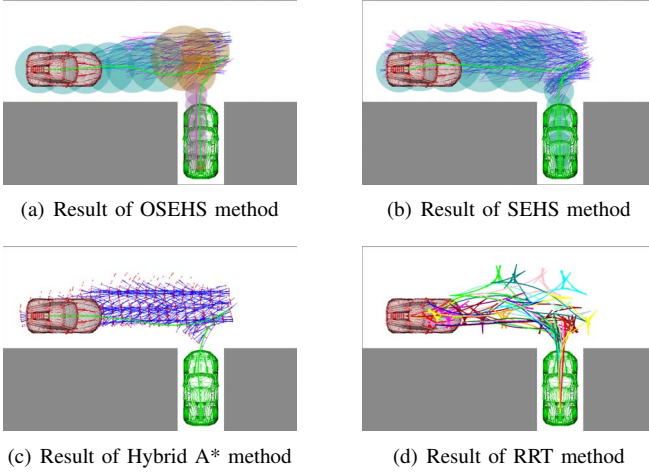 (a) Result of OSEHS method
(b) Result of SEHS method
(c) Result of Hybrid A* method
(d) Result of RRT method